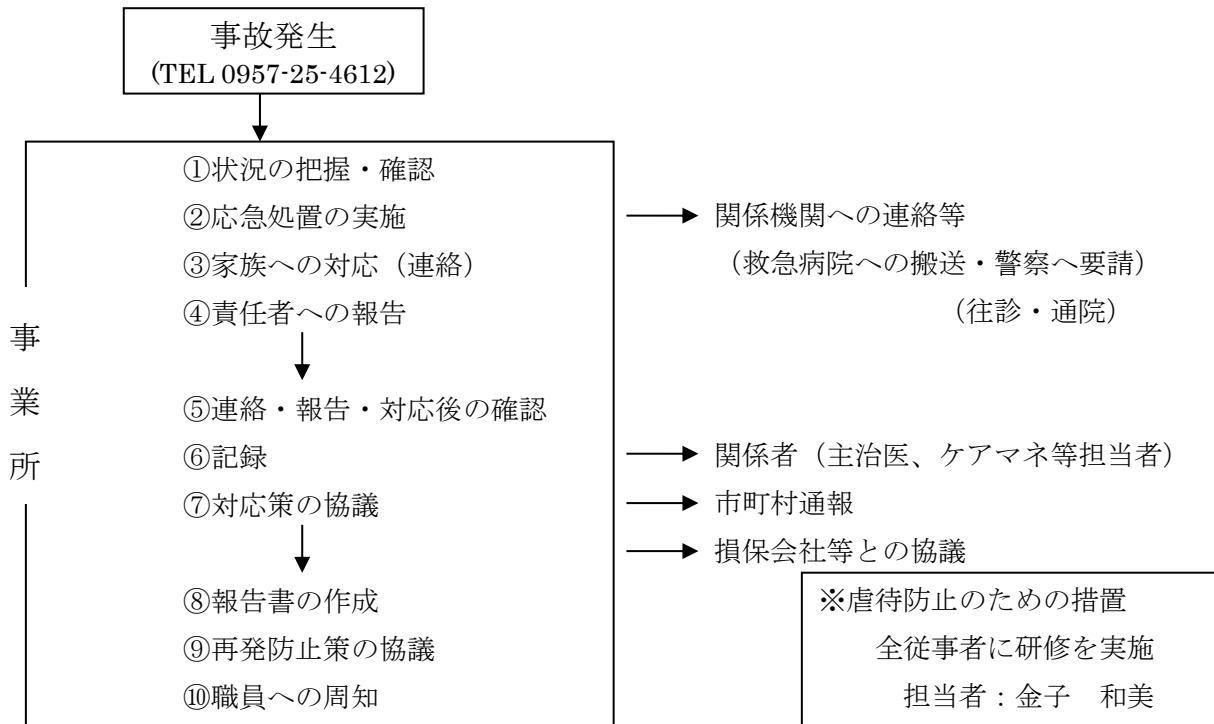 事故発生
(TEL 0957-25-4612)
①状況の把握・確認
②応急処置の実施
関係機関への連絡等
③家族への対応（連絡）
（救急病院への搬送・警察へ要請）
④責任者への報告
（往診・通院）
事業所
⑤連絡・報告・対応後の確認
⑥記録
関係者（主治医、ケアマネ等担当者）
⑦対応策の協議
市町村通報
損保会社等との協議
⑧報告書の作成
⑨再発防止策の協議
⑩職員への周知
※虐待防止のための措置
全従事者に研修を実施
担当者：金子　和美